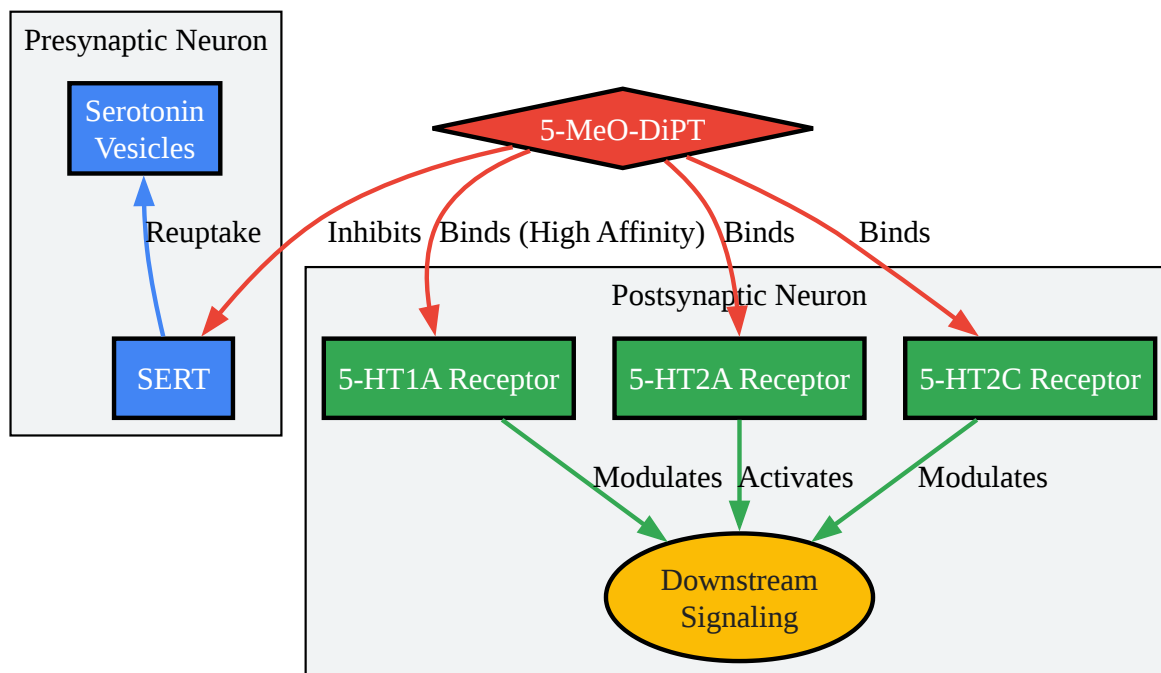 Presynaptic Neuron
Serotonin
Vesicles
5-MeO-DiPT
Reuptake
Inhibits
Binds (High Affinity)
Binds
Binds
Postsynaptic Neuron
SERT
5-HT1A Receptor
5-HT2A Receptor
5-HT2C Receptor
Modulates
Activates
Modulates
Downstream
Signaling